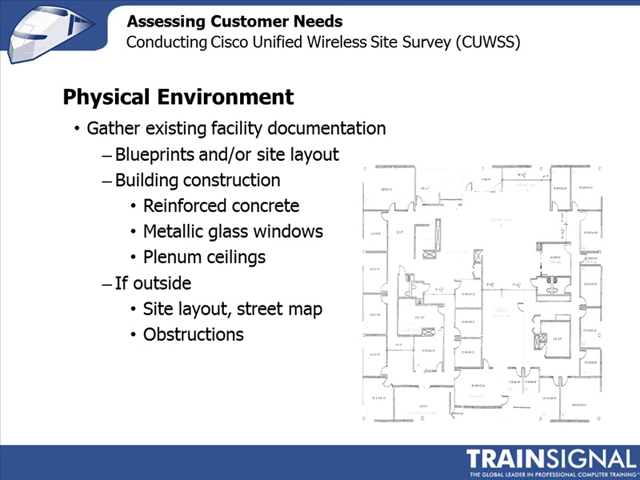 Assessing Customer Needs
Conducting Cisco Unified Wireless Site Survey (CUWSS)
Physical Environment
• Gather existing facility documentation
– Blueprints and/or site layout
– Building construction
• Reinforced concrete
• Metallic glass windows
• Plenum ceilings
– If outside
• Site layout, street map
• Obstructions
TRAINSIGNAL
THE GLOBAL LEADER IN PROFESSIONAL COMPUTER TRAINING